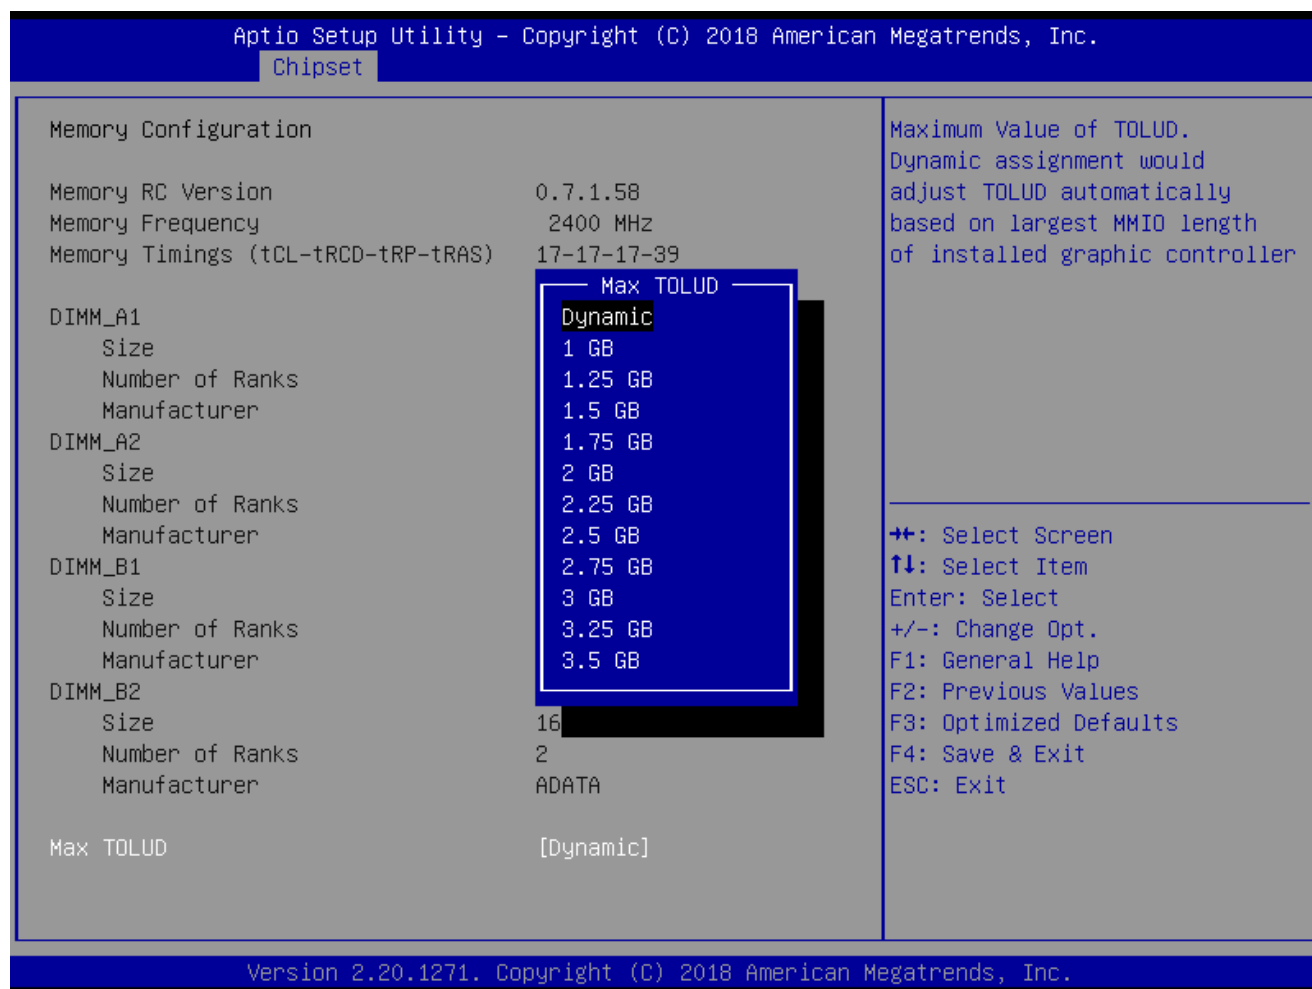 Aptio Setup Utility – Copyright (C) 2018 American Megatrends, Inc.
Chipset
Memory Configuration
Memory RC Version 0.7.1.58
Memory Frequency 2400 MHz
Memory Timings (tCL-tRCD-tRP-tRAS) 17-17-17-39
DIMM_A1
Size
Number of Ranks
Manufacturer
DIMM_A2
Size
Number of Ranks
Manufacturer
DIMM_B1
Size
Number of Ranks
Manufacturer
DIMM_B2
Size 16
Number of Ranks 2
Manufacturer ADATA
Max TOLUD [Dynamic]
Max TOLUD
Dynamic
1 GB
1.25 GB
1.5 GB
1.75 GB
2 GB
2.25 GB
2.5 GB
2.75 GB
3 GB
3.25 GB
3.5 GB
Maximum Value of TOLUD.
Dynamic assignment would
adjust TOLUD automatically
based on largest MMIO length
of installed graphic controller
→←: Select Screen
↑↓: Select Item
Enter: Select
+/-: Change Opt.
F1: General Help
F2: Previous Values
F3: Optimized Defaults
F4: Save & Exit
ESC: Exit
Version 2.20.1271. Copyright (C) 2018 American Megatrends, Inc.